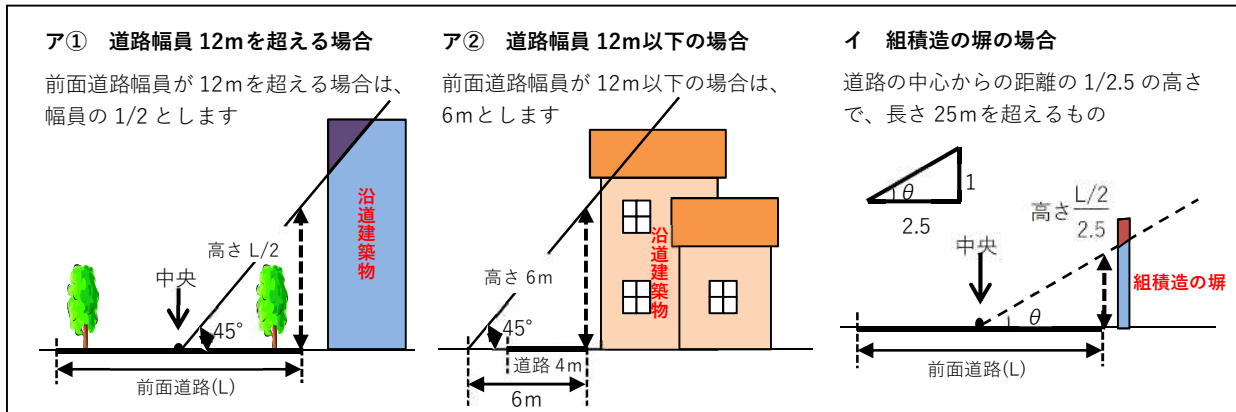 ア① 道路幅員 12mを超える場合
前面道路幅員が 12mを超える場合は、
幅員の 1/2 とします
沿道建築物
高さ L/2
中央
45°
前面道路(L)
ア② 道路幅員 12m以下の場合
前面道路幅員が 12m以下の場合は、
6mとします
沿道建築物
高さ 6m
45°
道路 4m
6m
イ 組積造の塀の場合
道路の中心からの距離の 1/2.5 の高さ
で、長さ 25mを超えるもの
θ
1
2.5
高さ L/2
2.5
中央
組積造の塀
θ
前面道路(L)